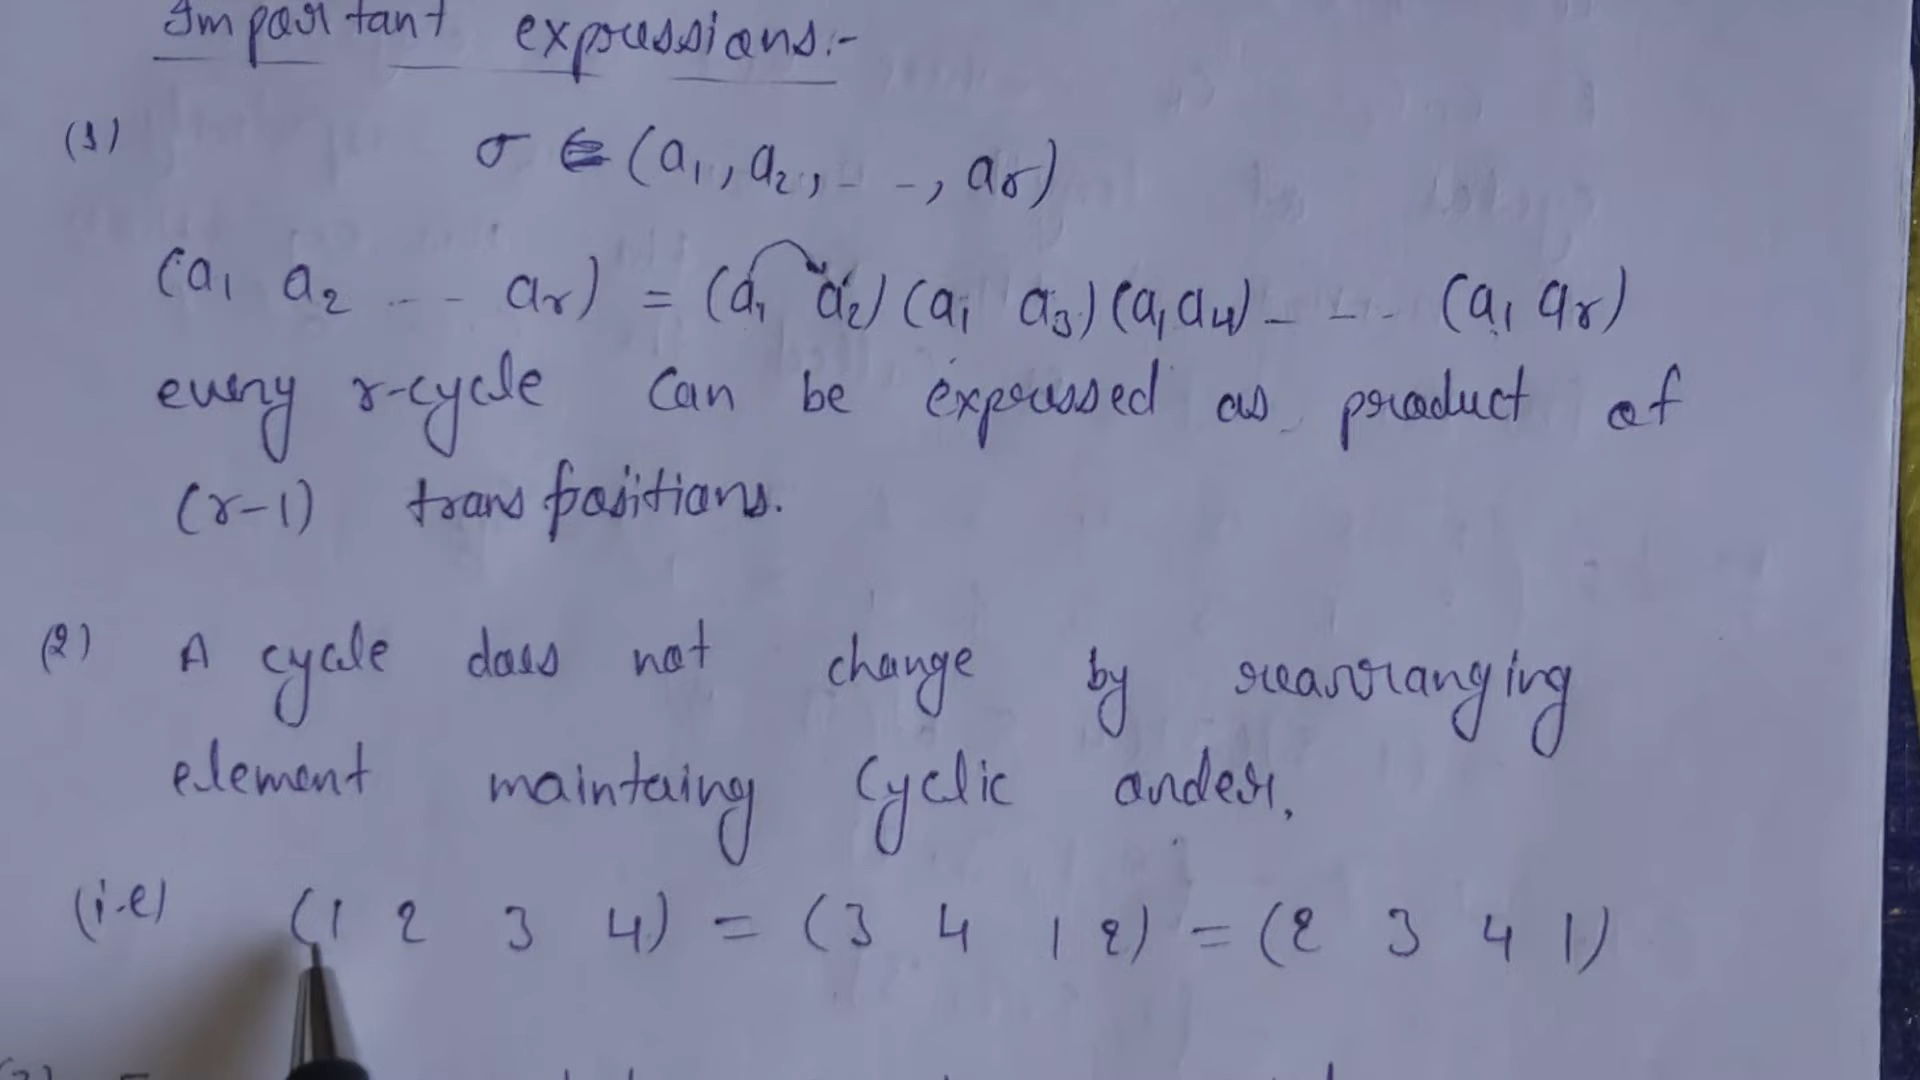 Important expressions:-
(1) σ ∈ (a₁, a₂, - - -, aᵣ)
(a₁ a₂ --- aᵣ) = (a₁ a₂) (a₁ a₃) (a₁ a₄) - - - - (a₁ aᵣ)
every r-cycle can be expressed as product of
(r-1) transpositions.
(2) A cycle does not change by rearranging
element maintaing cyclic order.
(i.e) (1 2 3 4) = (3 4 1 2) = (2 3 4 1)